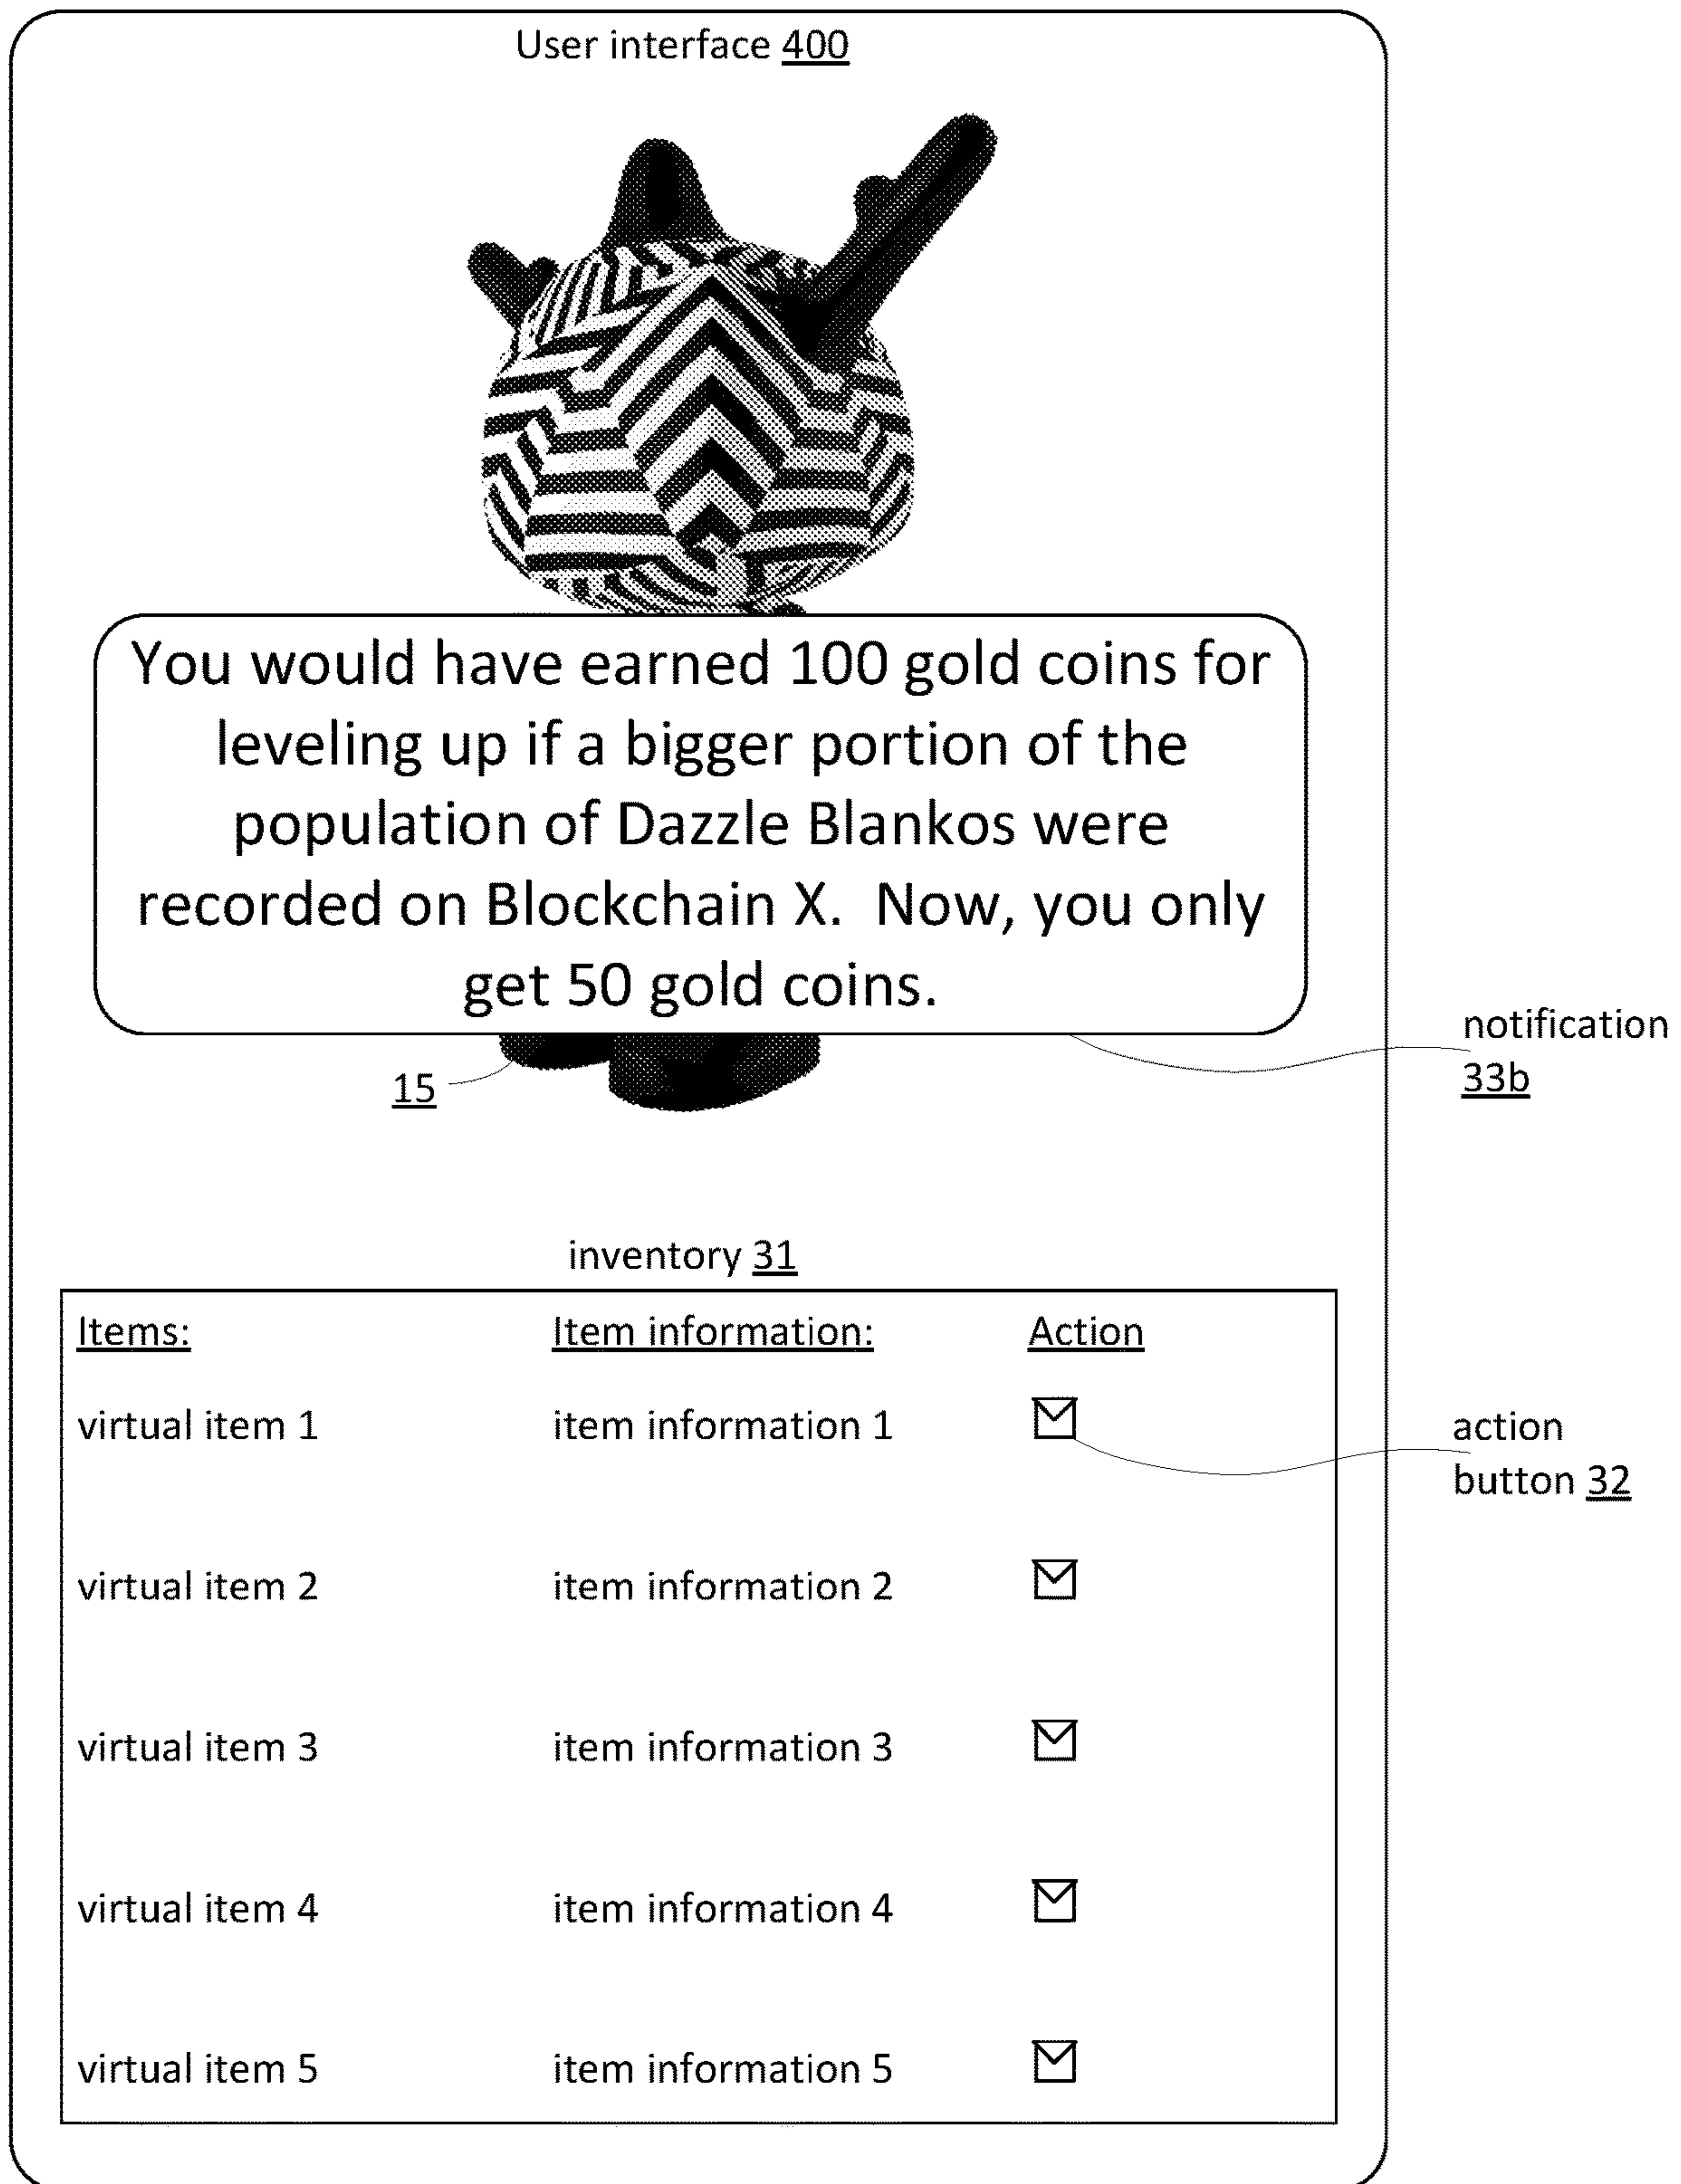 User interface 400
You would have earned 100 gold coins for
leveling up if a bigger portion of the
population of Dazzle Blankos were
recorded on Blockchain X.  Now, you only
get 50 gold coins.
notification
33b
15
inventory 31
Items: Item information: Action
virtual item 1 item information 1
action
button 32
virtual item 2 item information 2
virtual item 3 item information 3
virtual item 4 item information 4
virtual item 5 item information 5